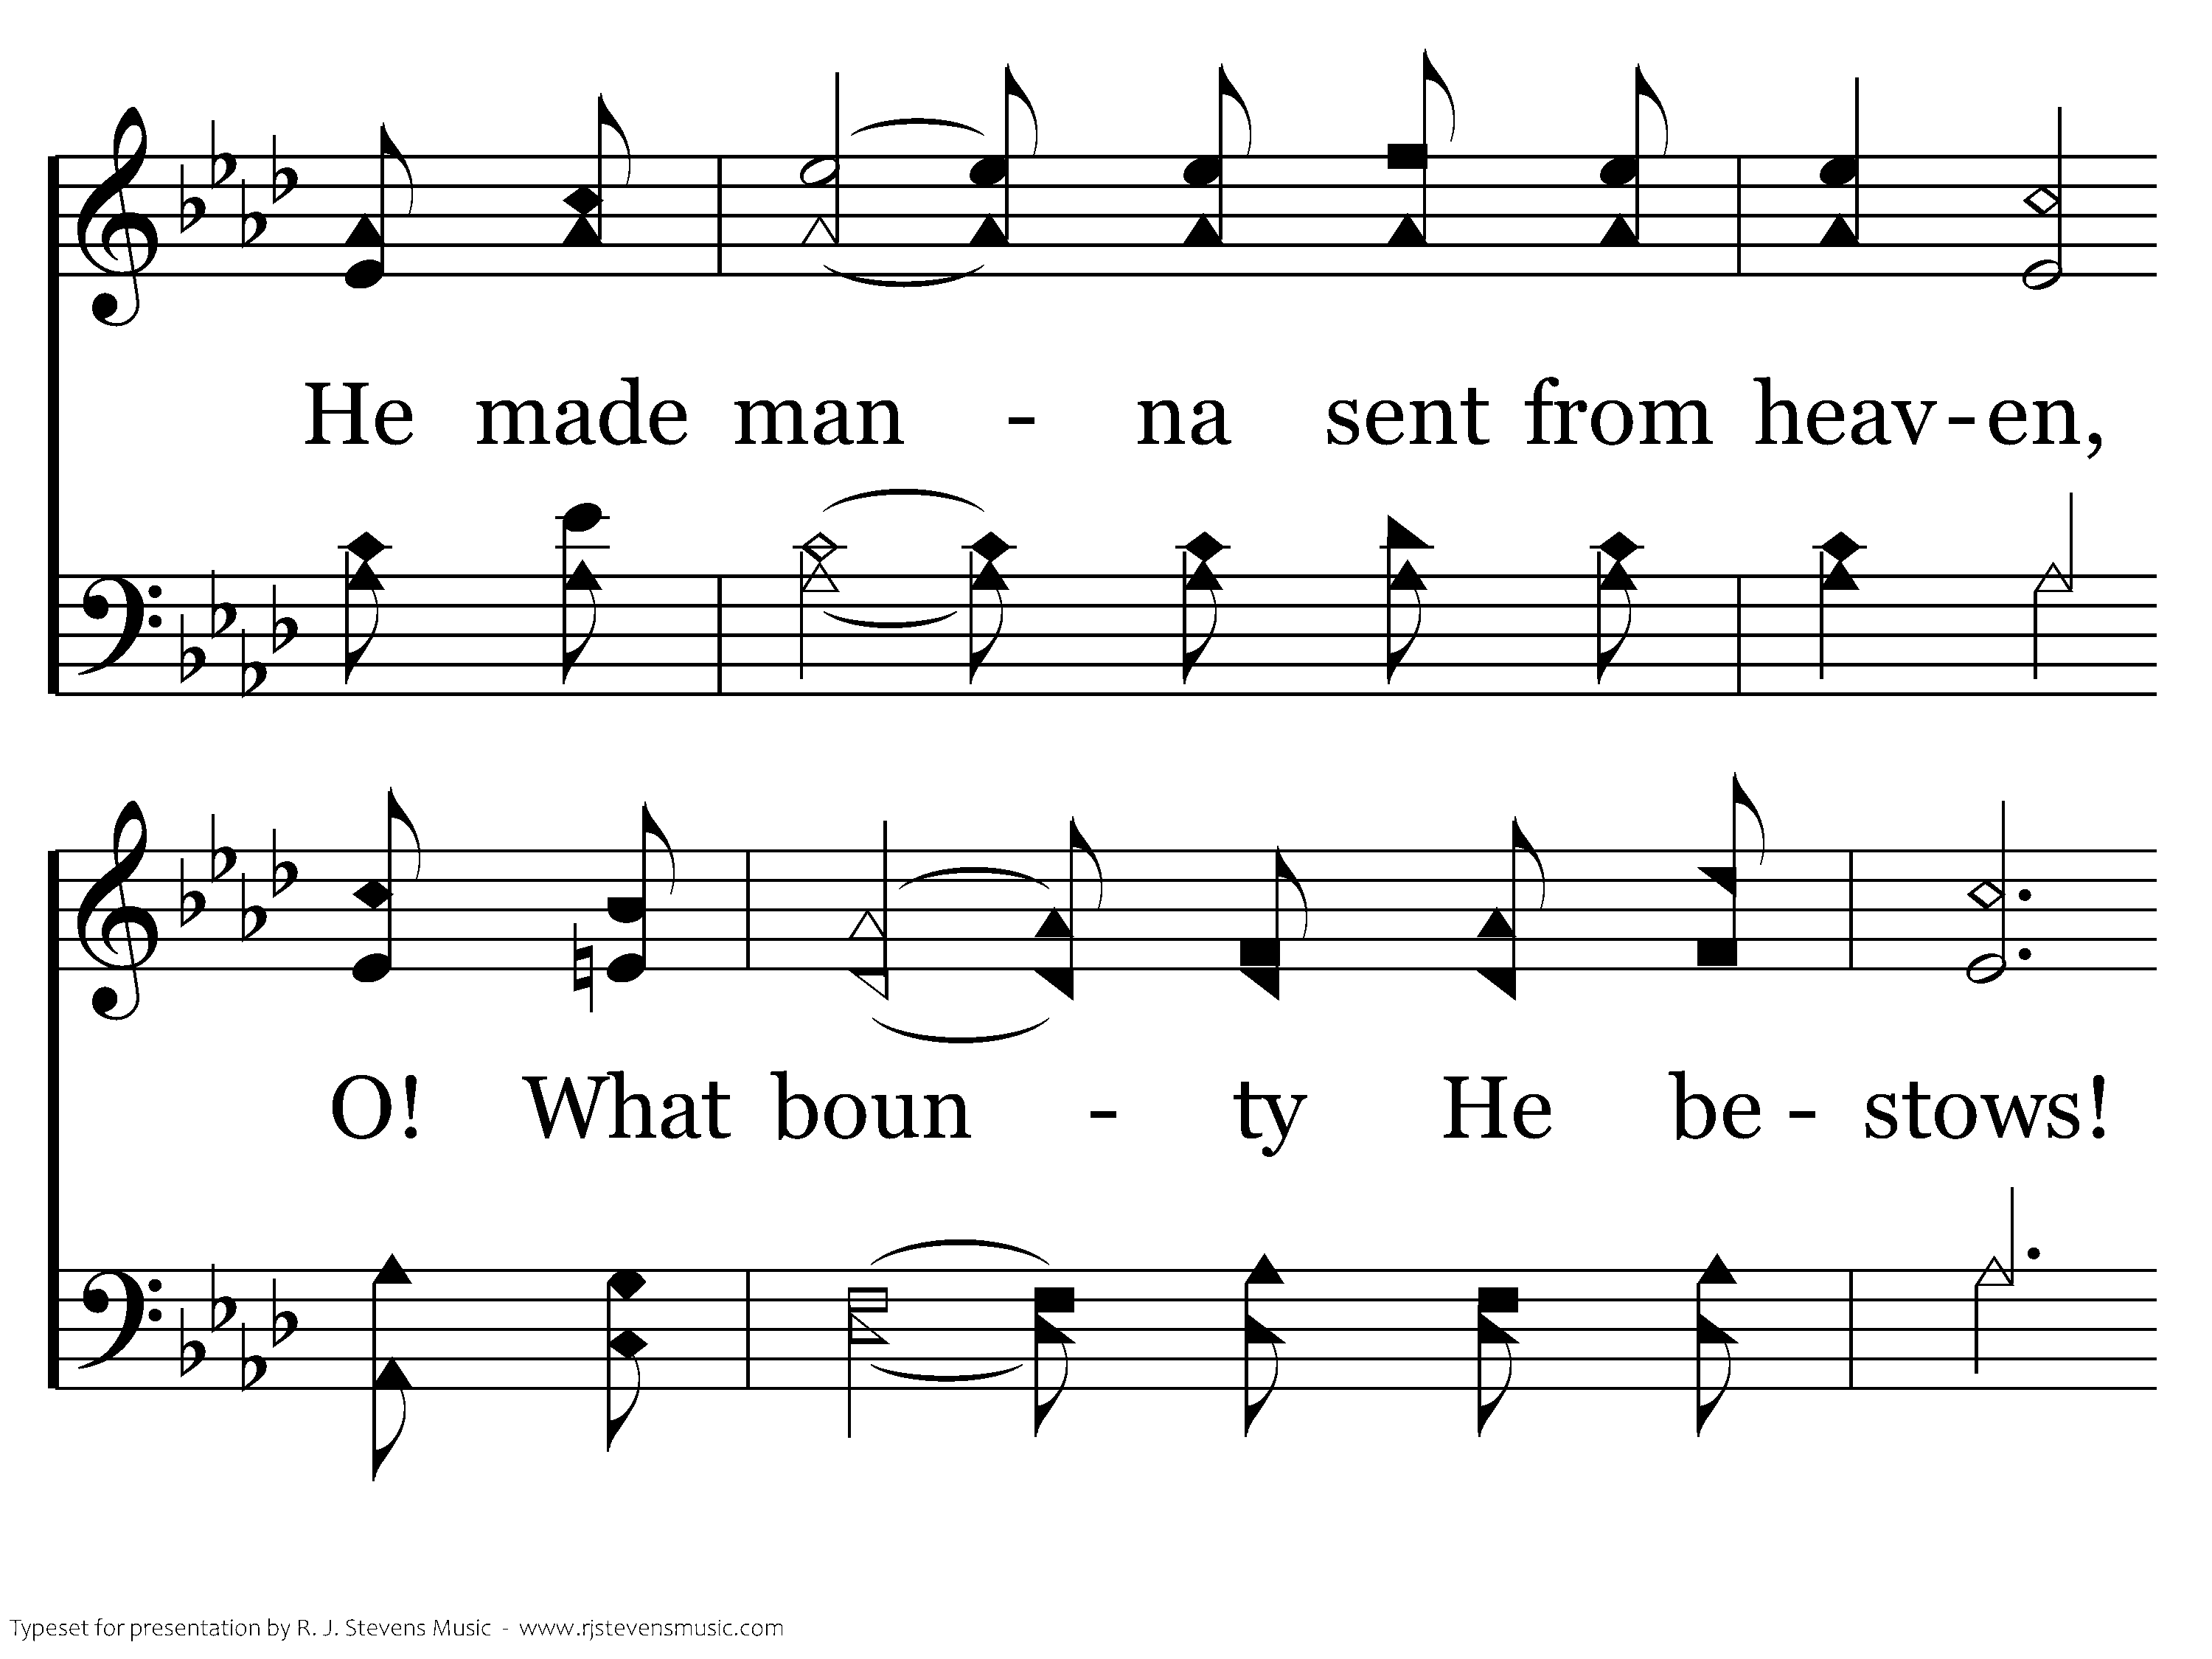 He made man - na sent from heav - en,
O! What boun - ty He be - stows!
Typeset for presentation by R. J. Stevens Music - www.rjstevensmusic.com